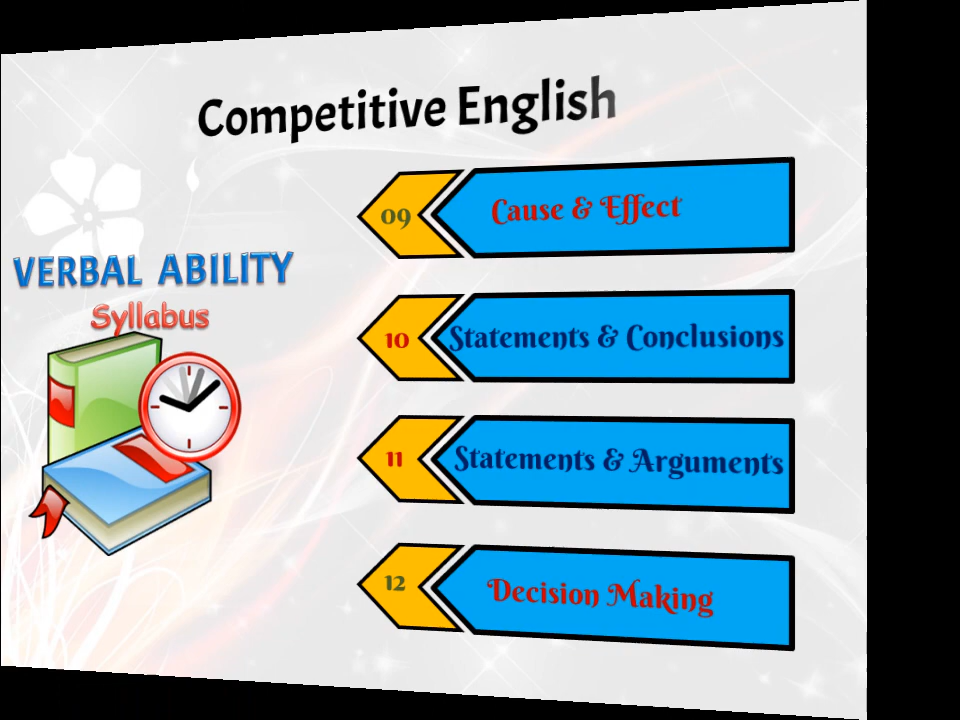 Competitive English
VERBAL ABILITY
Syllabus
09 Cause & Effect
10 Statements & Conclusions
11 Statements & Arguments
12 Decision Making